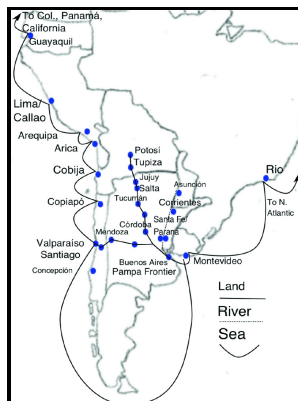 To Col., Panamá,
California
Guayaquil
Lima/
Callao
Arequipa
Arica
Cobija
Copiapó
Valparaíso
Santiago
Concepción
Potosí
Tupiza
Jujuy
Salta
Tucumán
Asunción
Corrientes
Santa Fe/
Paraná
Córdoba
Mendoza
Buenos Aires
Pampa Frontier
Montevideo
Rio
To N.
Atlantic
Land
River
Sea